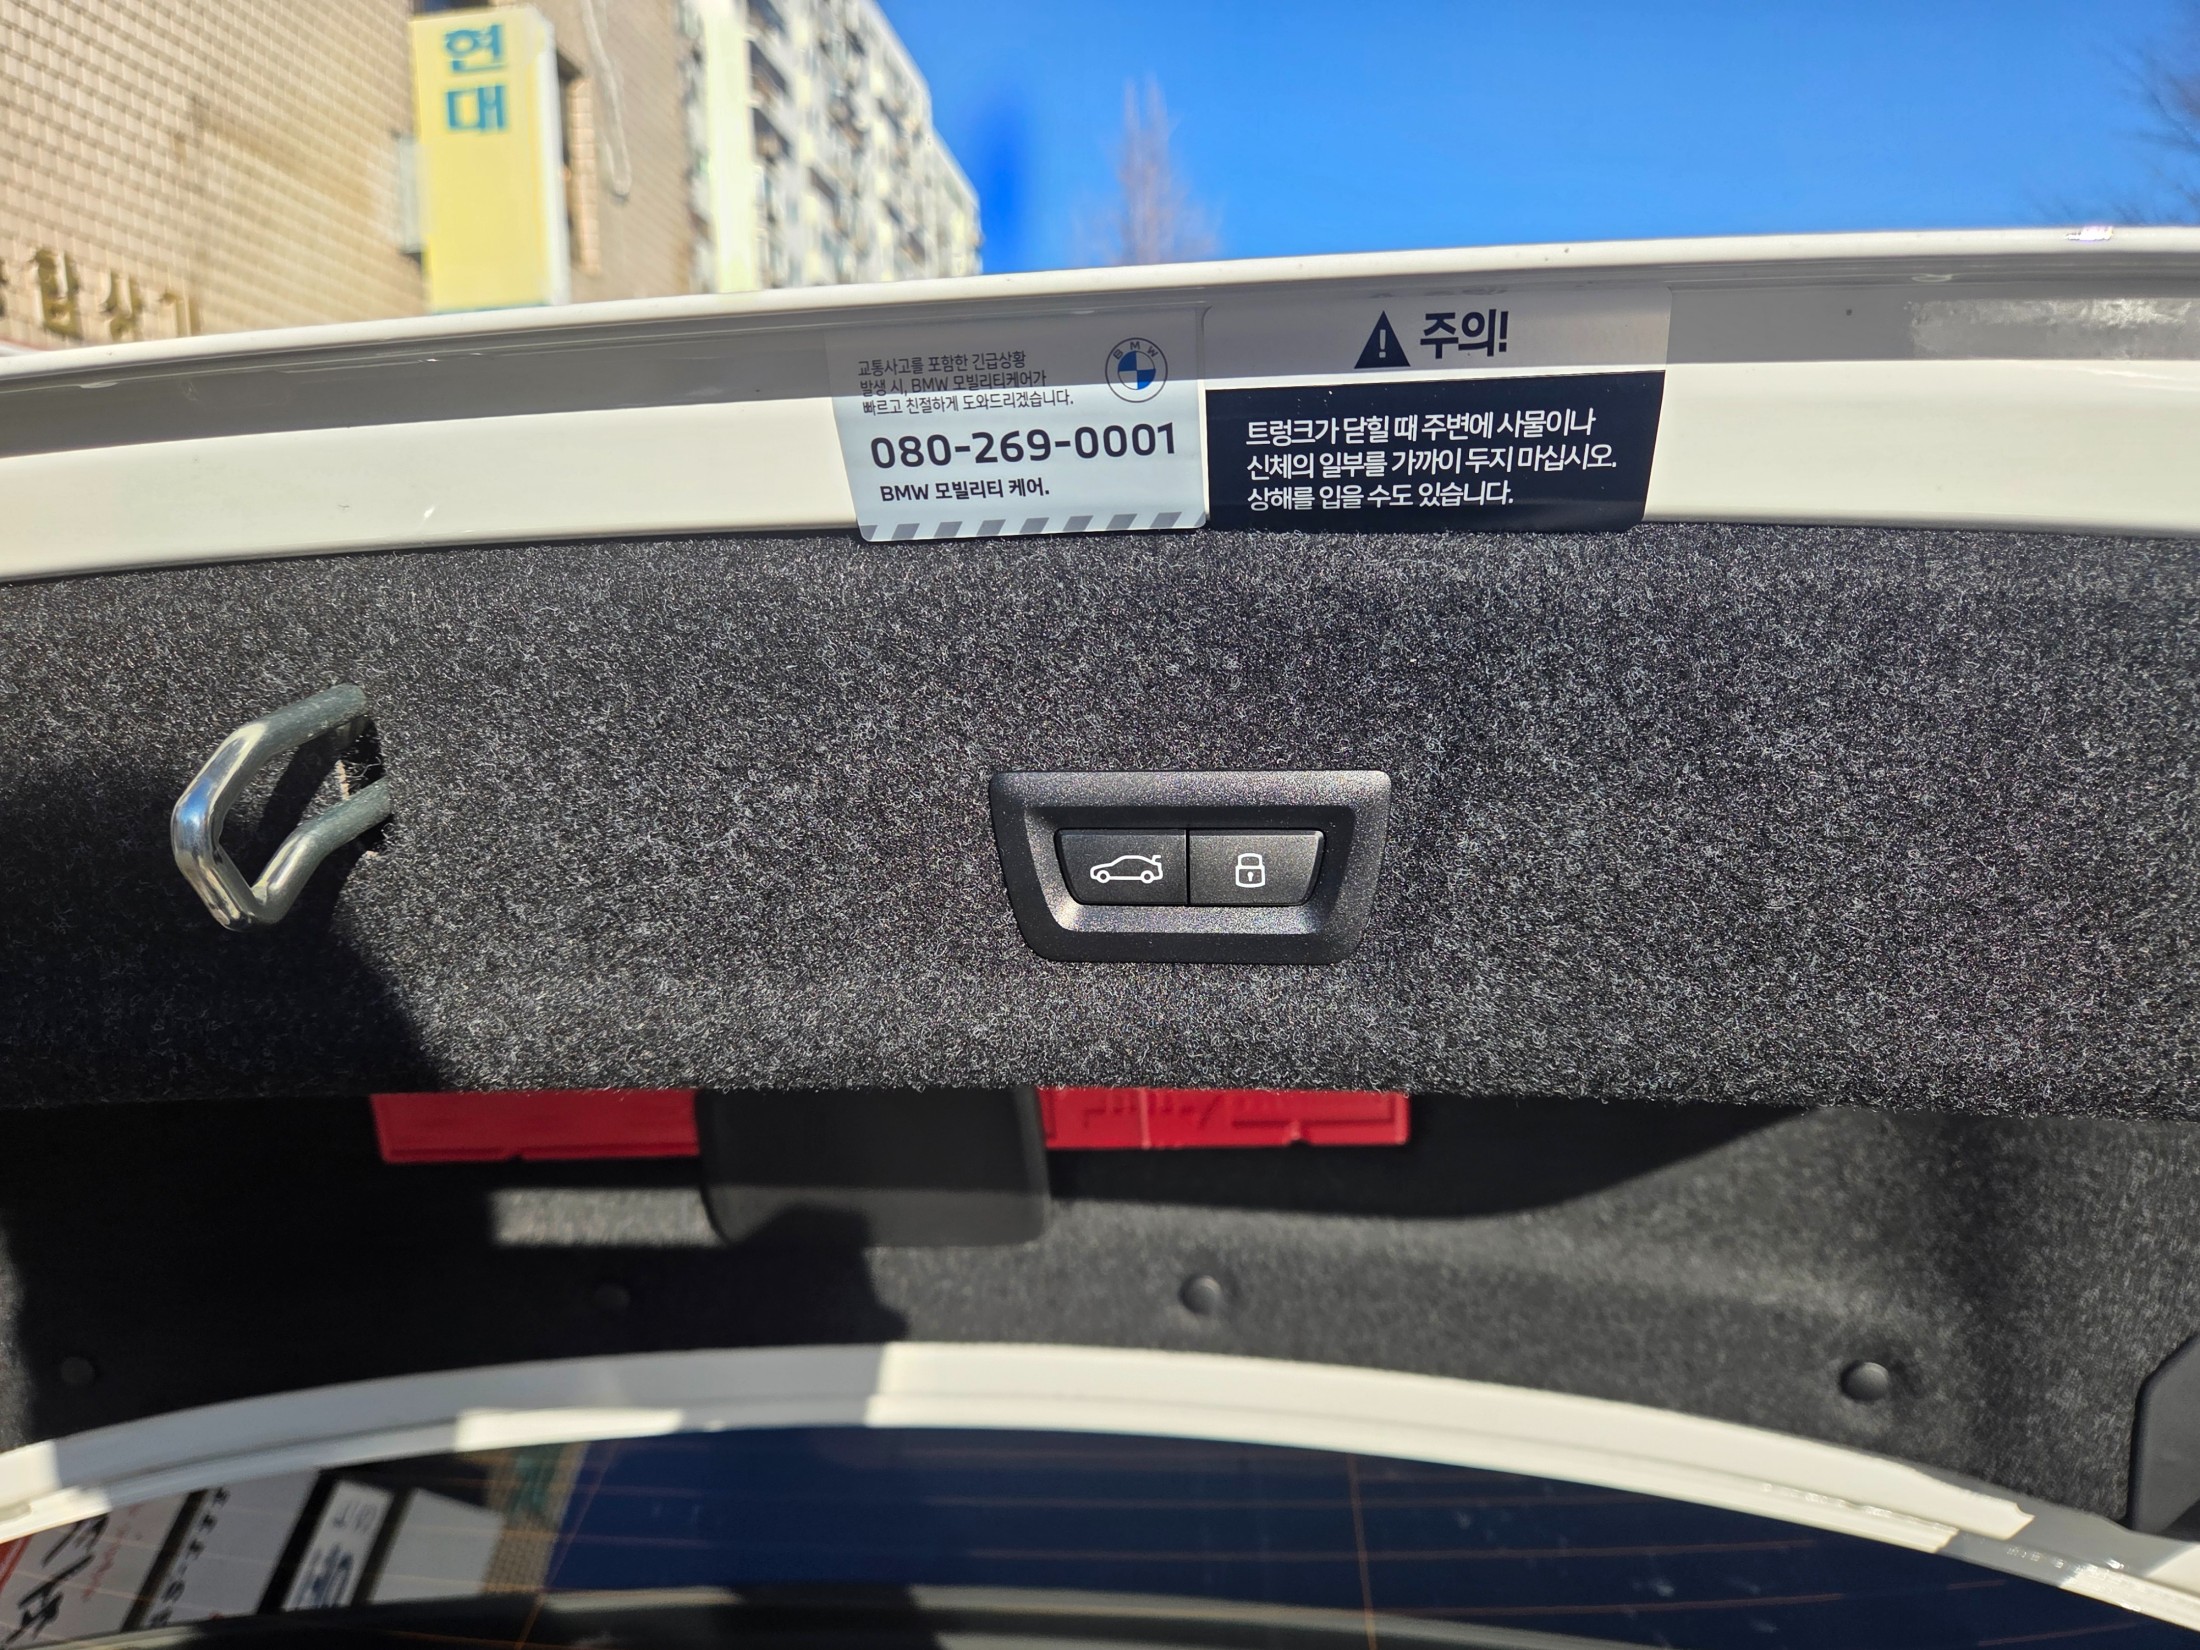 현
대
교통사고를 포함한 긴급상황
발생 시, BMW 모빌리티케어가
빠르고 친절하게 도와드리겠습니다.
BMW
080-269-0001
BMW 모빌리티 케어.
주의!
트렁크가 닫힐 때 주변에 사물이나
신체의 일부를 가까이 두지 마십시오.
상해를 입을 수도 있습니다.